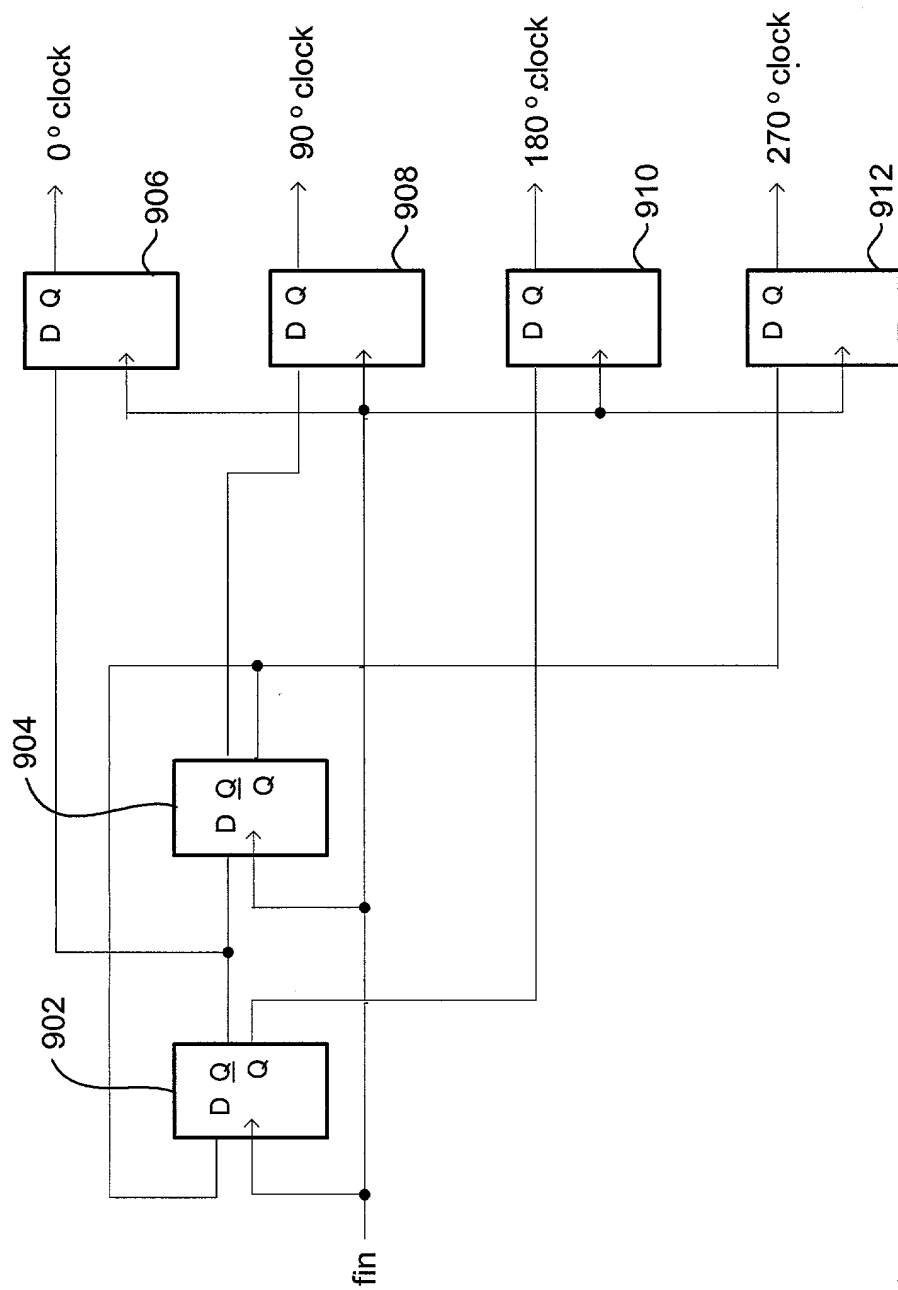 0° clock
D Q
906
904
902
D Q
Q̄
D Q
Q̄
90° clock
D Q
908
fin
180° clock
D Q
910
270° clock
D Q
912